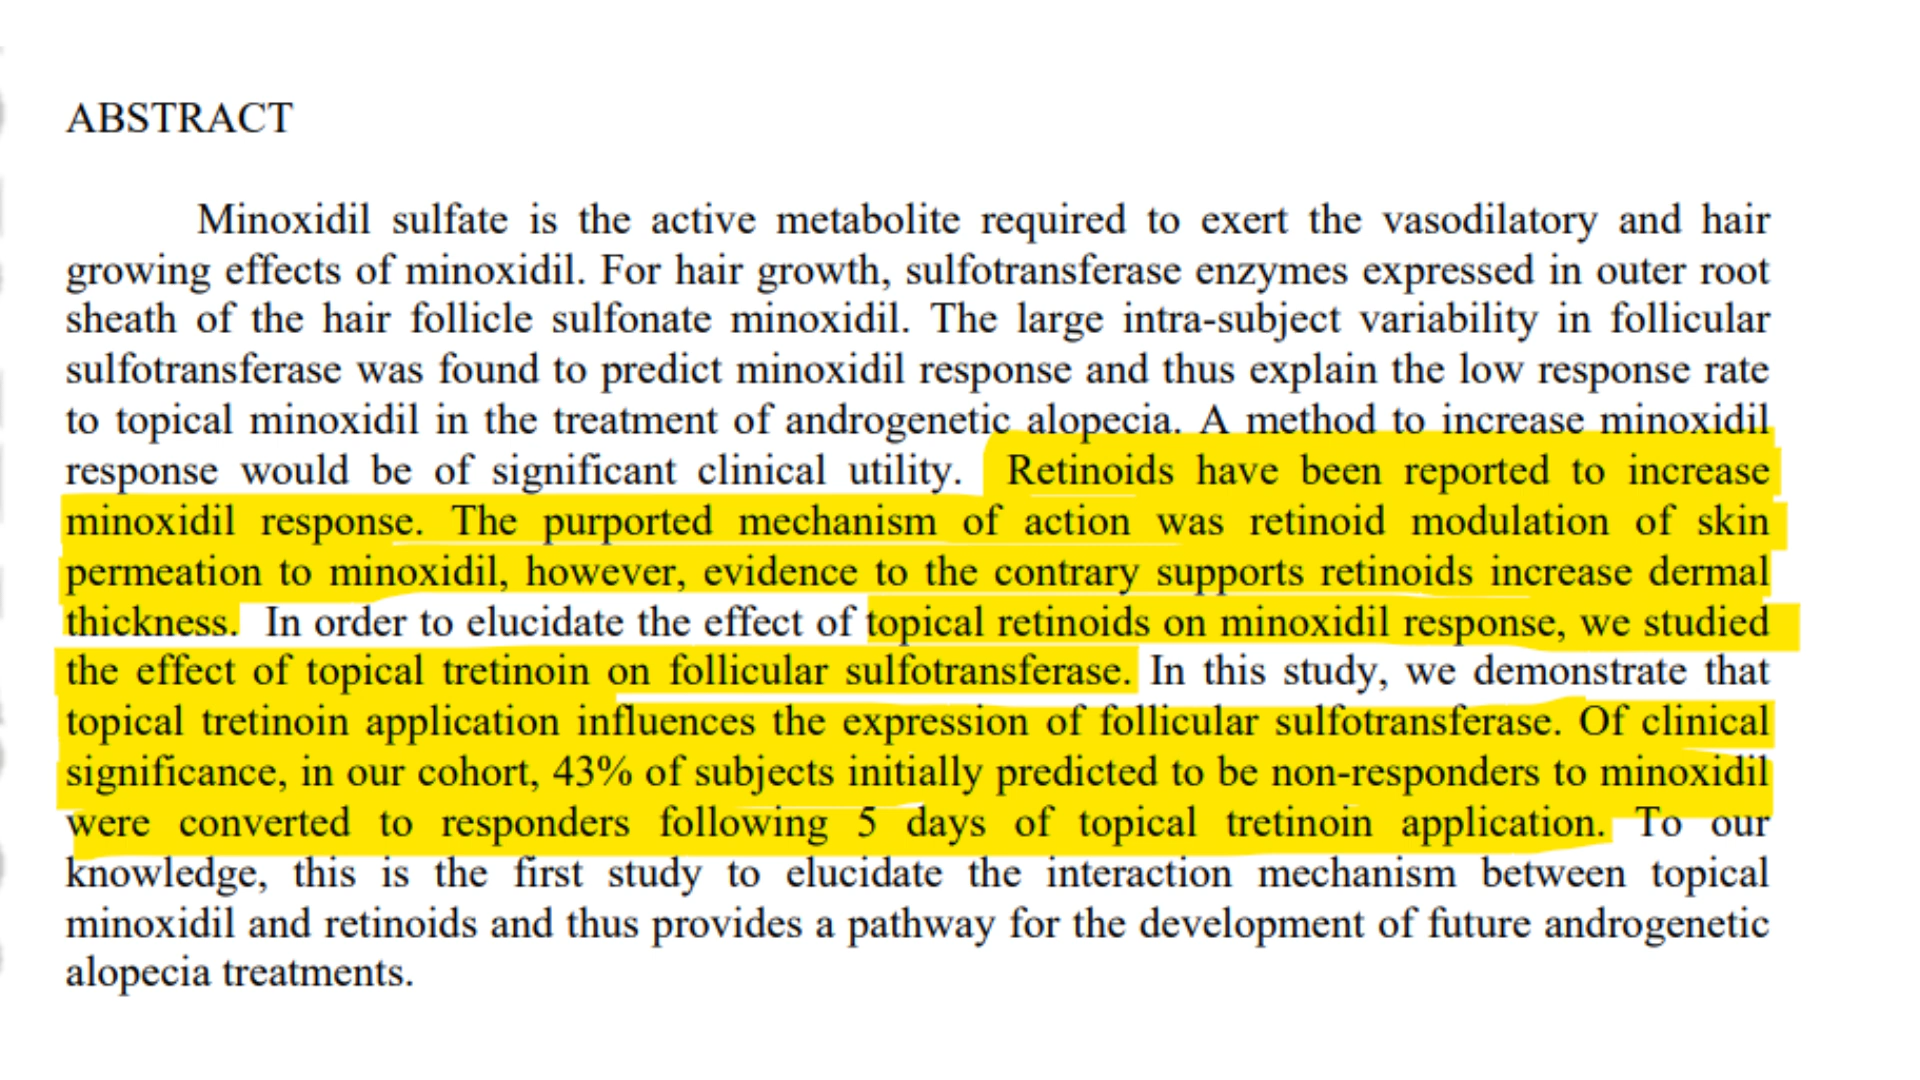 ABSTRACT
Minoxidil sulfate is the active metabolite required to exert the vasodilatory and hair
growing effects of minoxidil. For hair growth, sulfotransferase enzymes expressed in outer root
sheath of the hair follicle sulfonate minoxidil. The large intra-subject variability in follicular
sulfotransferase was found to predict minoxidil response and thus explain the low response rate
to topical minoxidil in the treatment of androgenetic alopecia. A method to increase minoxidil
response would be of significant clinical utility. Retinoids have been reported to increase
minoxidil response. The purported mechanism of action was retinoid modulation of skin
permeation to minoxidil, however, evidence to the contrary supports retinoids increase dermal
thickness. In order to elucidate the effect of topical retinoids on minoxidil response, we studied
the effect of topical tretinoin on follicular sulfotransferase. In this study, we demonstrate that
topical tretinoin application influences the expression of follicular sulfotransferase. Of clinical
significance, in our cohort, 43% of subjects initially predicted to be non-responders to minoxidil
were converted to responders following 5 days of topical tretinoin application. To our
knowledge, this is the first study to elucidate the interaction mechanism between topical
minoxidil and retinoids and thus provides a pathway for the development of future androgenetic
alopecia treatments.